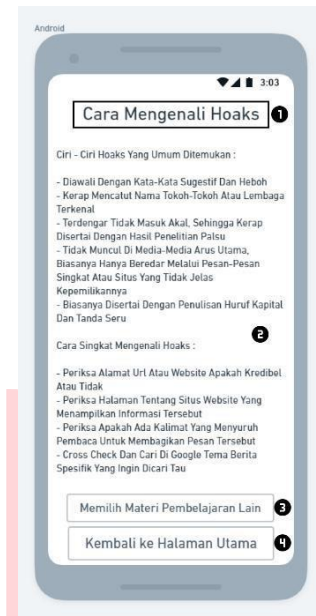 Android
3:03
Cara Mengenali Hoaks 1
Ciri - Ciri Hoaks Yang Umum Ditemukan :
- Diawali Dengan Kata-Kata Sugestif Dan Heboh
- Kerap Mencatut Nama Tokoh-Tokoh Atau Lembaga
Terkenal
- Terdengar Tidak Masuk Akal, Sehingga Kerap
Disertai Dengan Hasil Penelitian Palsu
- Tidak Muncul Di Media-Media Arus Utama,
Biasanya Hanya Beredar Melalui Pesan-Pesan
Singkat Atau Situs Yang Tidak Jelas
Kepemilikannya
- Biasanya Disertai Dengan Penulisan Huruf Kapital
Dan Tanda Seru
2
Cara Singkat Mengenali Hoaks :
- Periksa Alamat Url Atau Website Apakah Kredibel
Atau Tidak
- Periksa Halaman Tentang Situs Website Yang
Menampilkan Informasi Tersebut
- Periksa Apakah Ada Kalimat Yang Menyuruh
Pembaca Untuk Membagikan Pesan Tersebut
- Cross Check Dan Cari Di Google Tema Berita
Spesifik Yang Ingin Dicari Tau
Memilih Materi Pembelajaran Lain 3
Kembali ke Halaman Utama 4